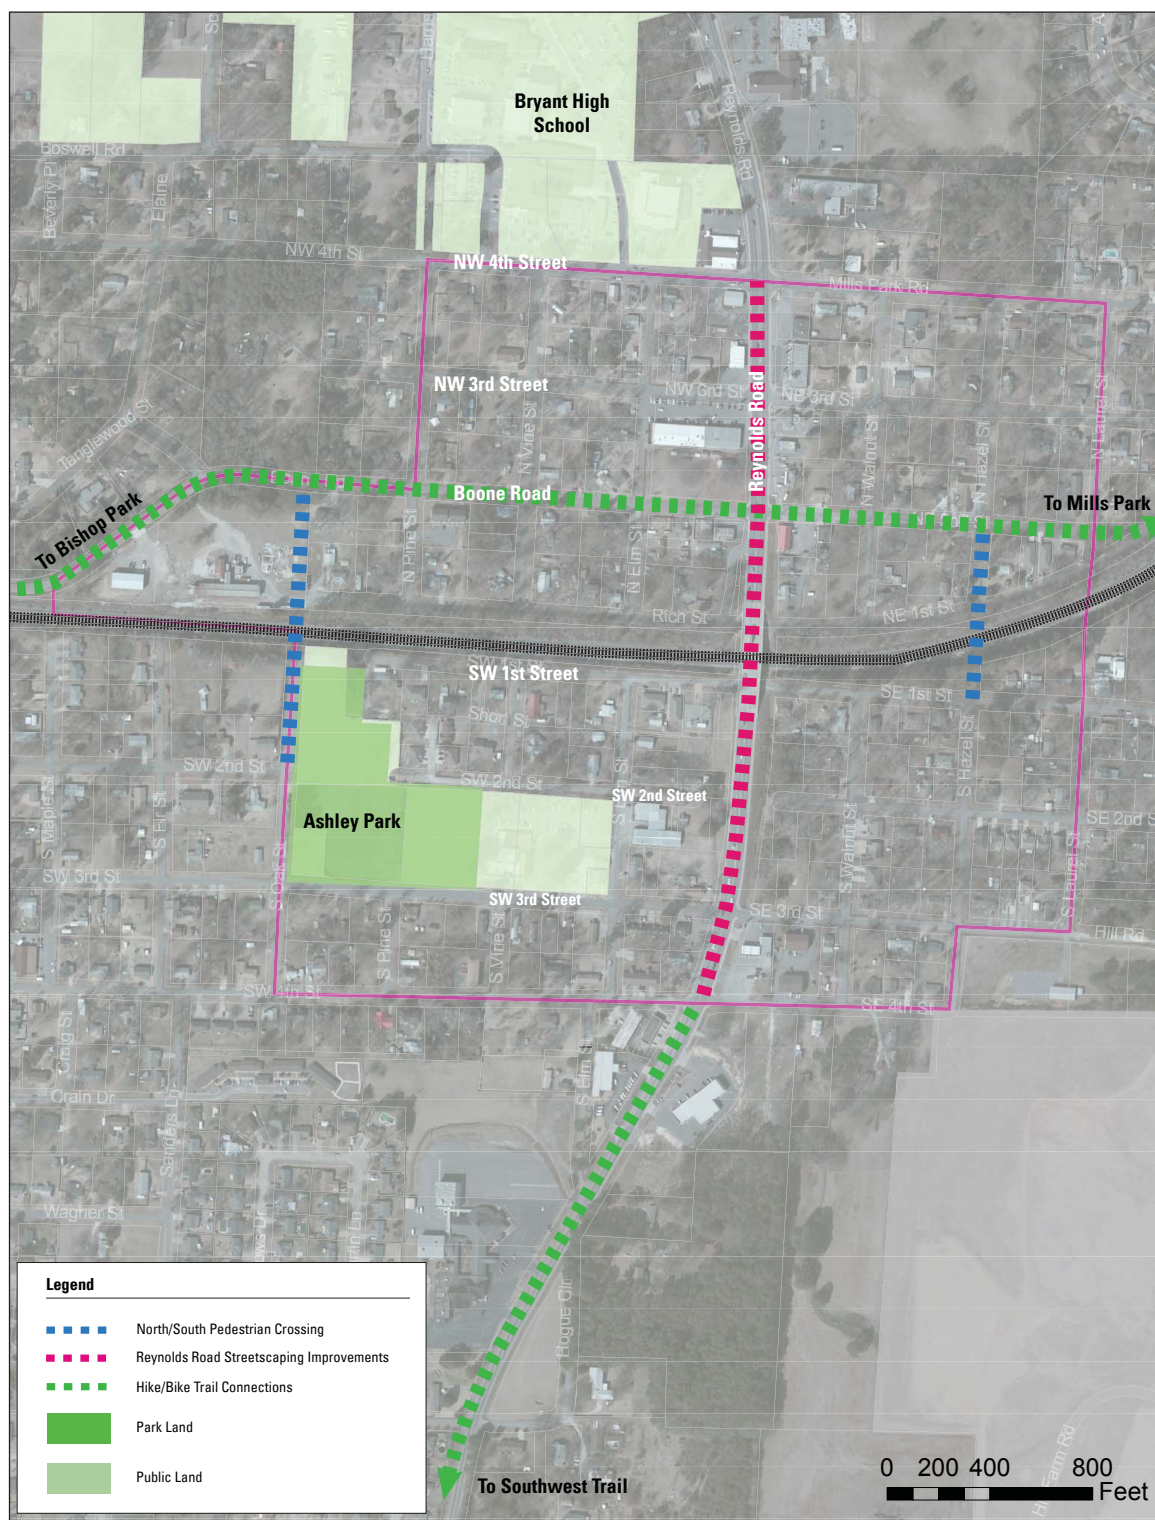 Harris
Bryant High
School
Reynolds Rd
Boswell Rd
Beverly Pl
Elaine
NW 4th St
NW 4th Street
Mills Park Rd
NW 3rd Street
NW 3rd St
NE 3rd St
Reynolds Road
N Laurel St
Tanglewood St
N Vine St
N Walnut St
N Hazel St
Boone Road
To Mills Park
To Bishop Park
N Pine St
N Elm St
Rich St
NE 1st St
SW 1st Street
SE 1st St
Short St
S Hazel St
SW 2nd St
SW 2nd St
SW 2nd Street
S Maple St
S Fir St
Ashley Park
SE 2nd S
S Walnut St
S Laurel St
SW 3rd St
S Oak St
SW 3rd Street
SE 3rd St
S Pine St
S Vine St
Hill Rd
SW 4th St
SE 4th St
Craig St
S Elm St
Crain Dr
Sanders Ln
Wagner St
Hogue Cir
Legend
North/South Pedestrian Crossing
Reynolds Road Streetscaping Improvements
Hike/Bike Trail Connections
Park Land
Public Land
To Southwest Trail
Farm Rd
0 200 400 800
Feet